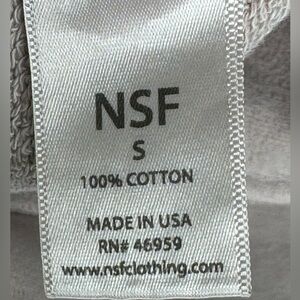 NSF
S
100% COTTON
MADE IN USA
RN# 46959
www.nsfclothing.com